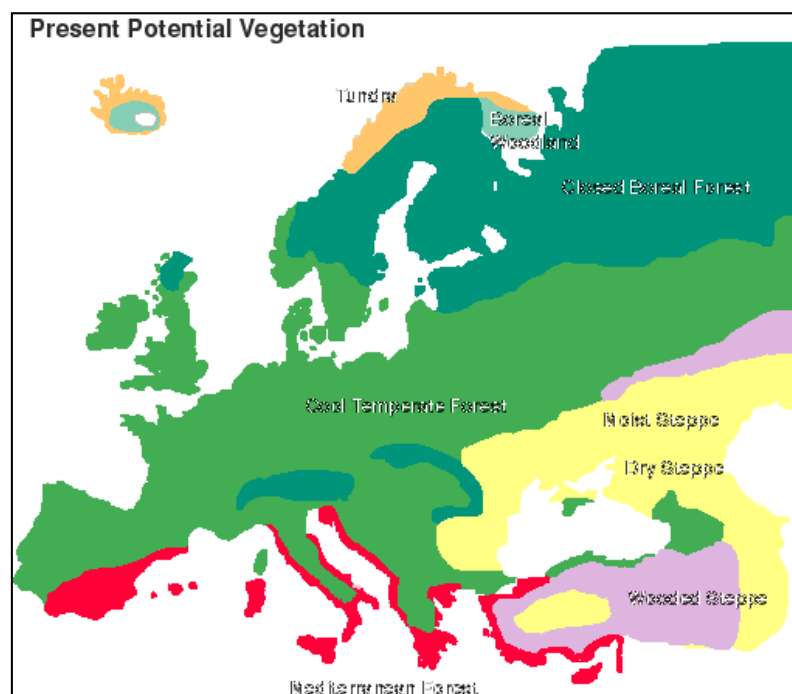 Present Potential Vegetation
Tundra
Boreal
Woodland
Closed Boreal Forest
Cool Temperate Forest
Moist Steppe
Dry Steppe
Wooded Steppe
Mediterranean Forest